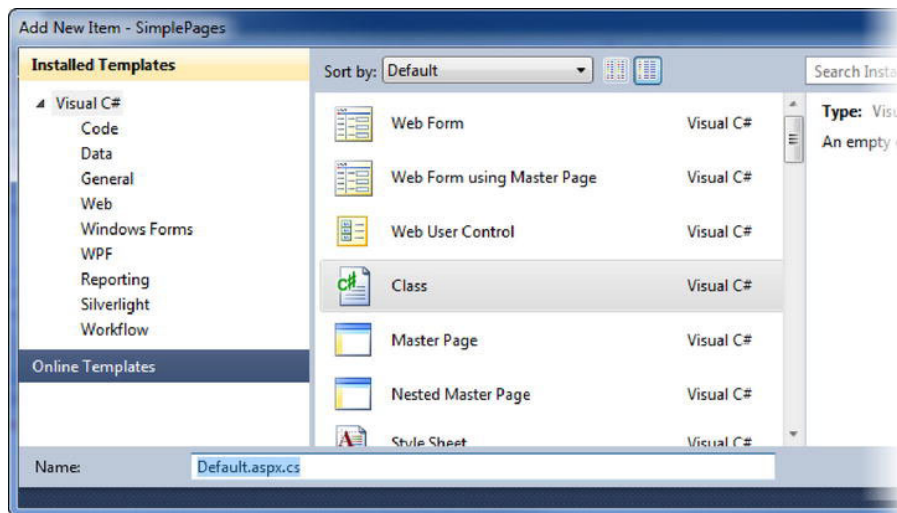 Add New Item - SimplePages
Installed Templates
Visual C#
Code
Data
General
Web
Windows Forms
WPF
Reporting
Silverlight
Workflow
Online Templates
Sort by: Default
Web Form Visual C#
Web Form using Master Page Visual C#
Web User Control Visual C#
Class Visual C#
Master Page Visual C#
Nested Master Page Visual C#
Style Sheet Visual C#
Search
Type:
An empty
Name: Default.aspx.cs